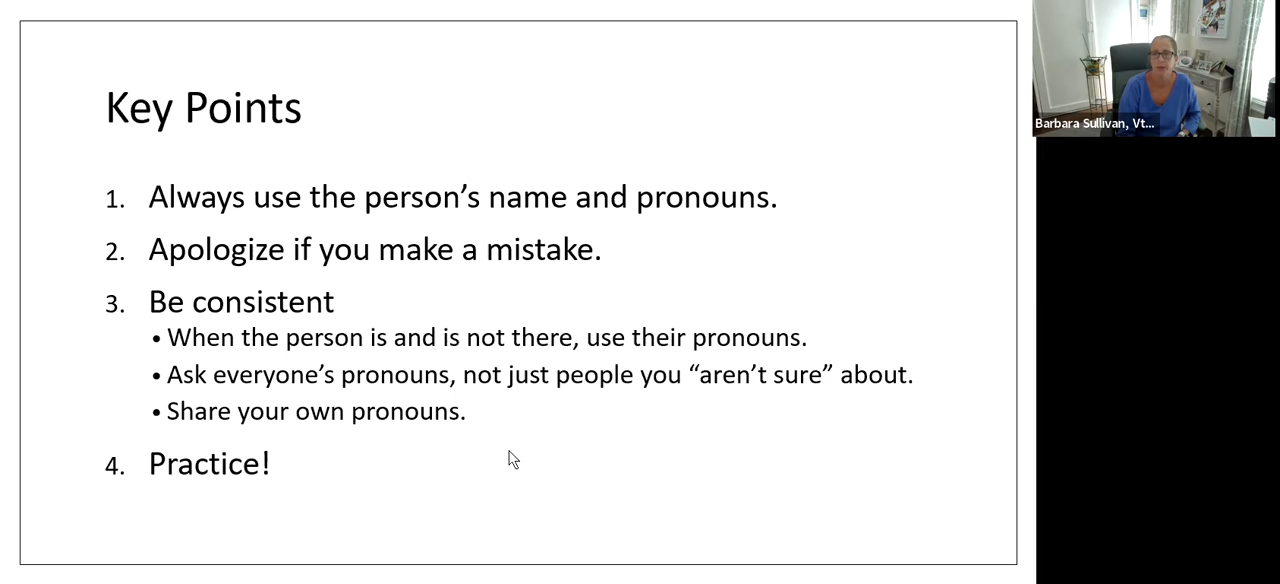 Key Points
1. Always use the person’s name and pronouns.
2. Apologize if you make a mistake.
3. Be consistent
• When the person is and is not there, use their pronouns.
• Ask everyone’s pronouns, not just people you “aren’t sure” about.
• Share your own pronouns.
4. Practice!
Barbara Sullivan, Vt...